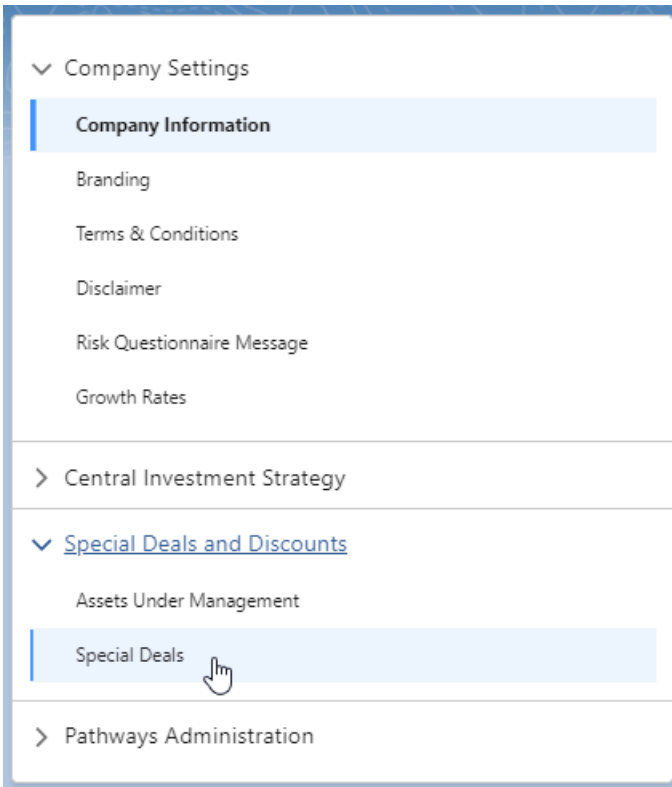 Company Settings
Company Information
Branding
Terms & Conditions
Disclaimer
Risk Questionnaire Message
Growth Rates
Central Investment Strategy
Special Deals and Discounts
Assets Under Management
Special Deals
Pathways Administration